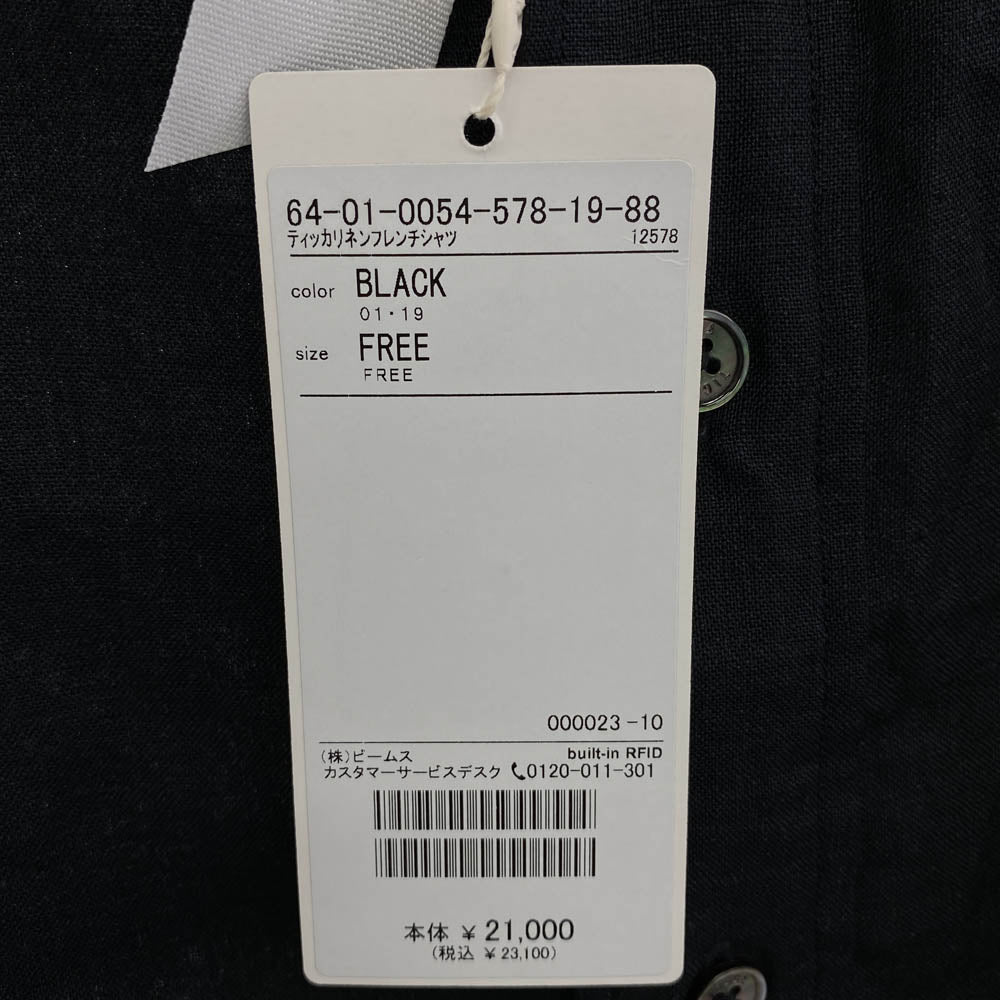 64-01-0054-578-19-88
ティッカリネンフレンチシャツ 12578
color BLACK
01・19
size FREE
FREE
000023-10
(株)ビームス built-in RFID
カスタマーサービスデスク 0120-011-301
本体 ¥ 21,000
(税込 ¥ 23,100)